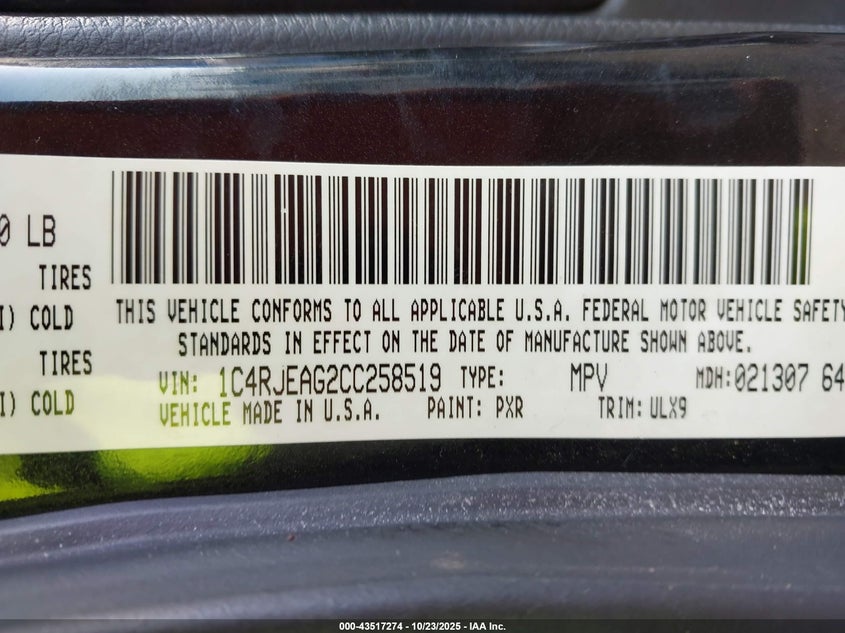 0 LB
TIRES
I) COLD
TIRES
I) COLD
THIS VEHICLE CONFORMS TO ALL APPLICABLE U.S.A. FEDERAL MOTOR VEHICLE SAFETY
STANDARDS IN EFFECT ON THE DATE OF MANUFACTURE SHOWN ABOVE.
VIN: 1C4RJEAG2CC258519 TYPE: MPV MDH:021307 64
VEHICLE MADE IN U.S.A. PAINT: PXR TRIM: ULX9
000-43517274 - 10/23/2025 - IAA Inc.